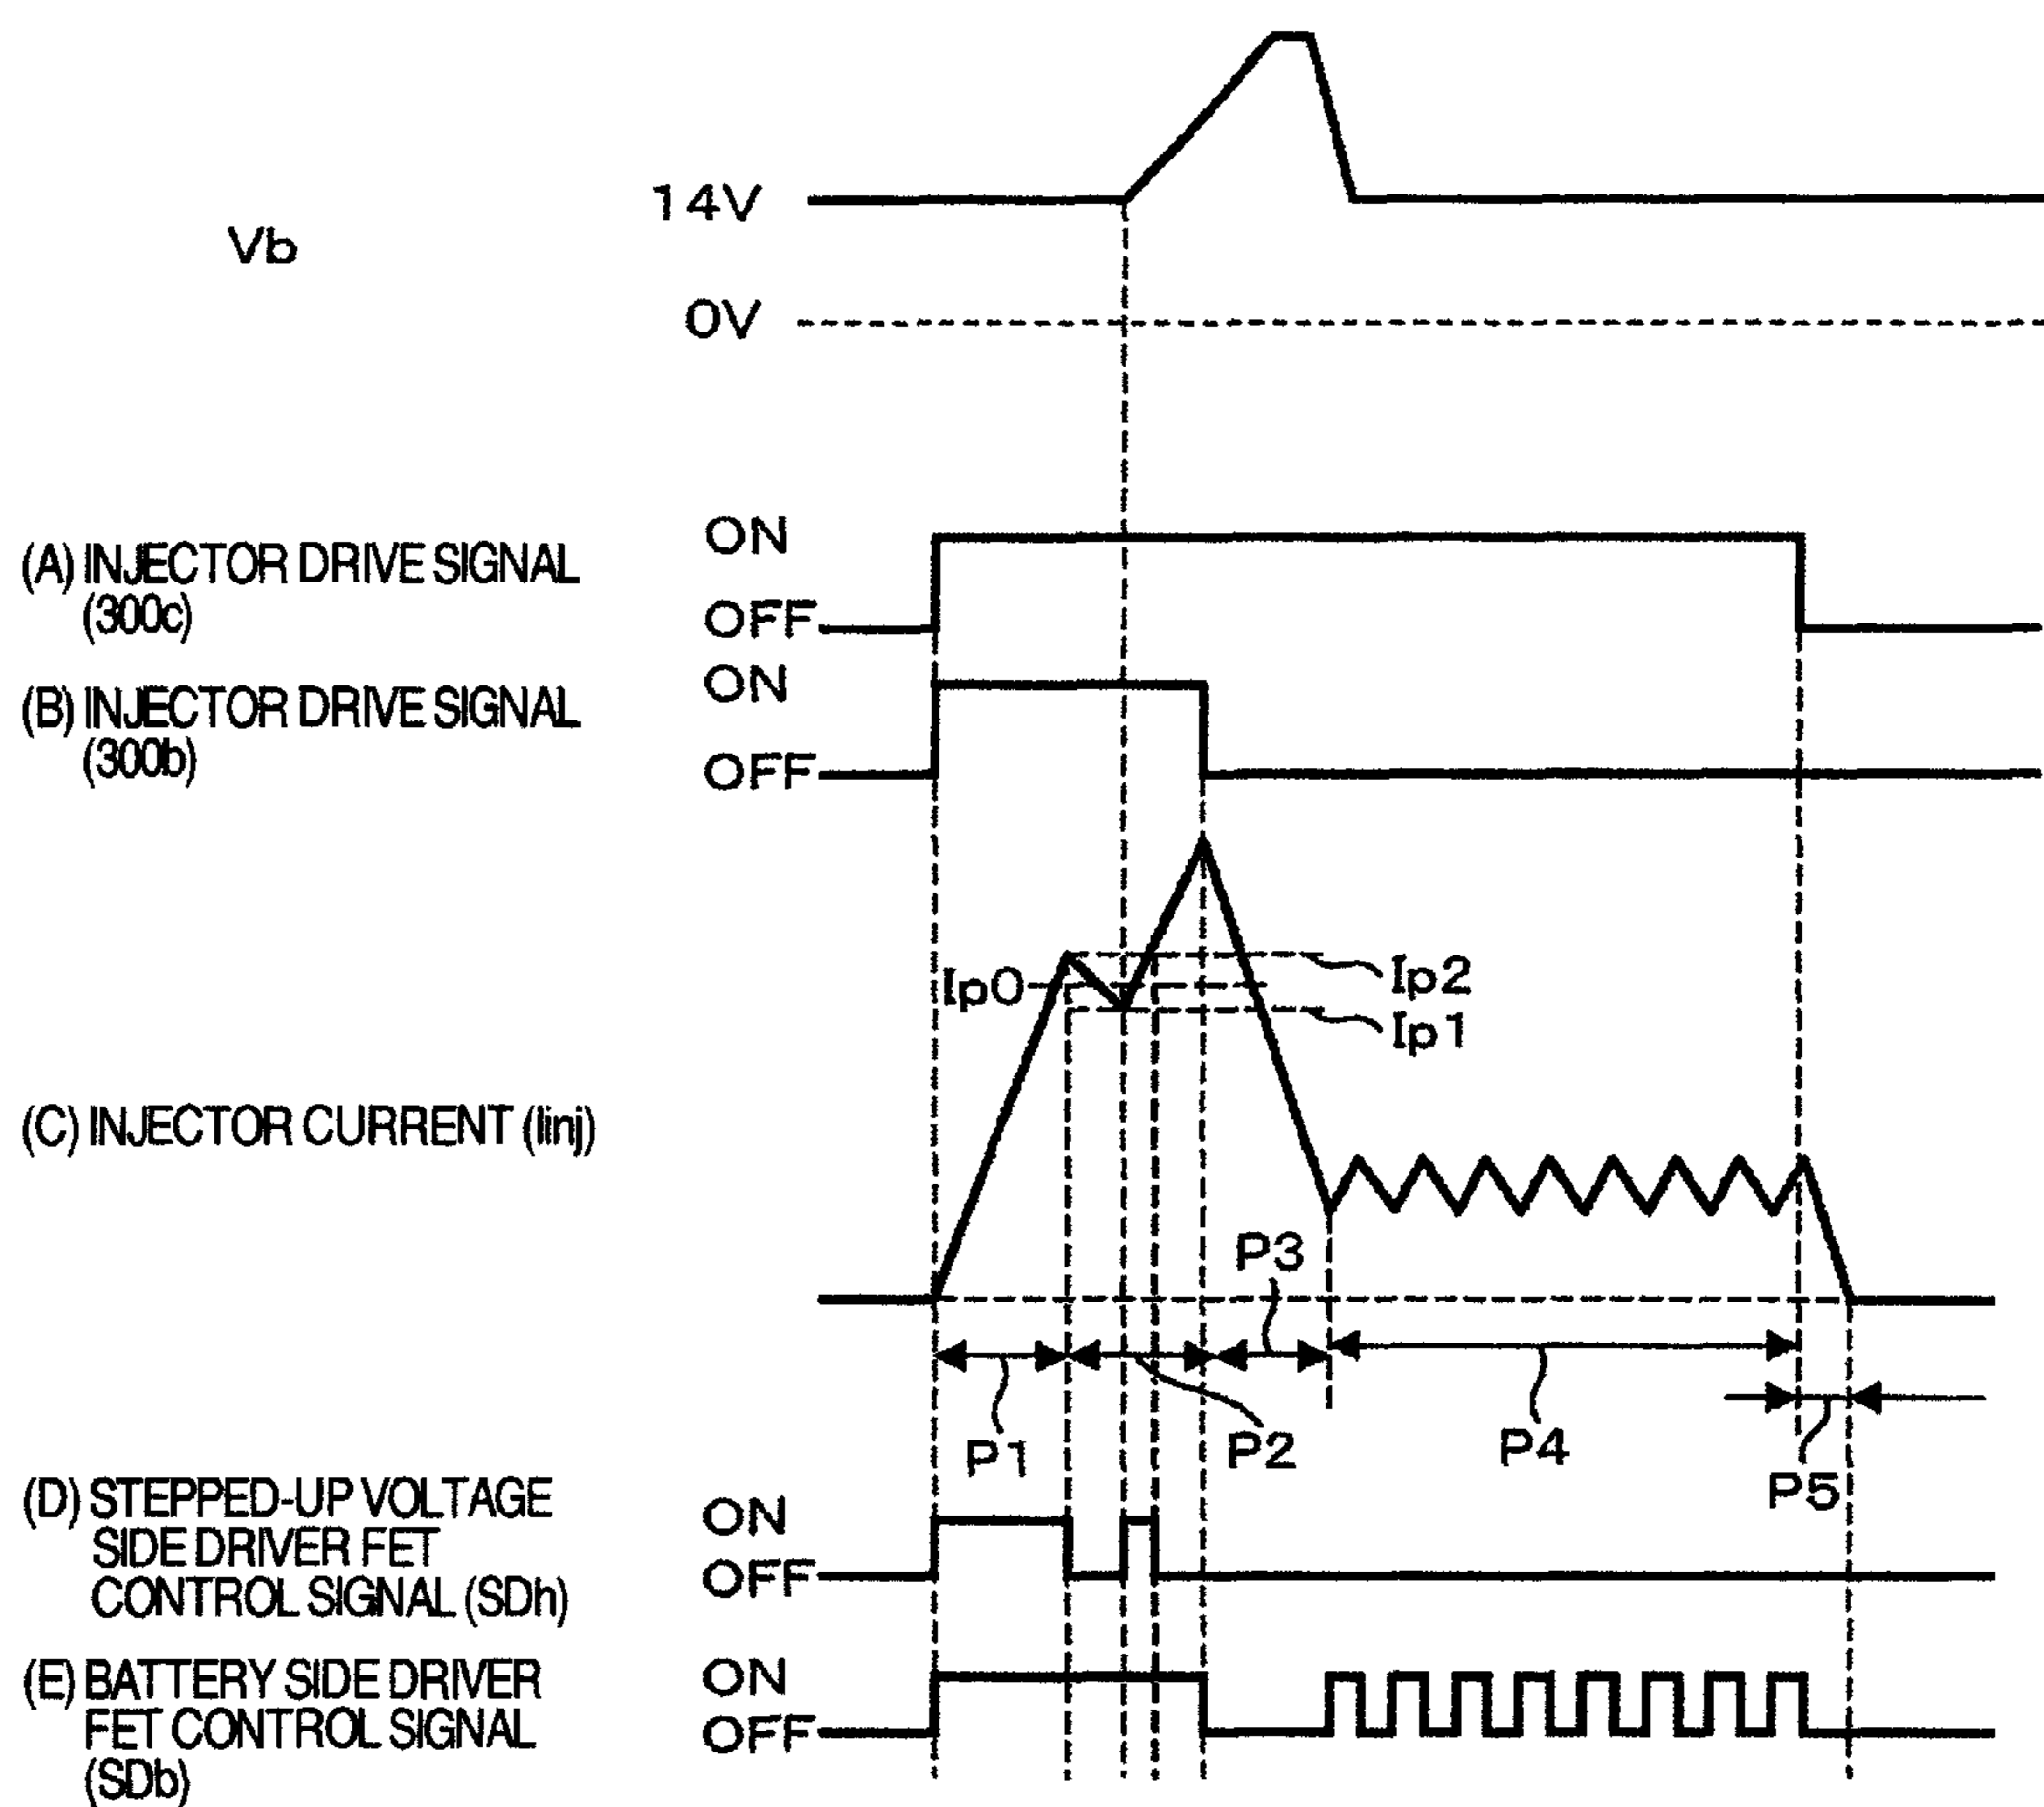 14V
Vb
0V
ON
(A) INJECTOR DRIVE SIGNAL
(300c)
OFF
ON
(B) INJECTOR DRIVE SIGNAL
(300b)
OFF
Ip0
Ip2
Ip1
(C) INJECTOR CURRENT (Iinj)
P3
P1
P2
P4
P5
(D) STEPPED-UP VOLTAGE
SIDE DRIVER FET
CONTROL SIGNAL (SDh)
ON
OFF
(E) BATTERY SIDE DRIVER
FET CONTROL SIGNAL
(SDb)
ON
OFF